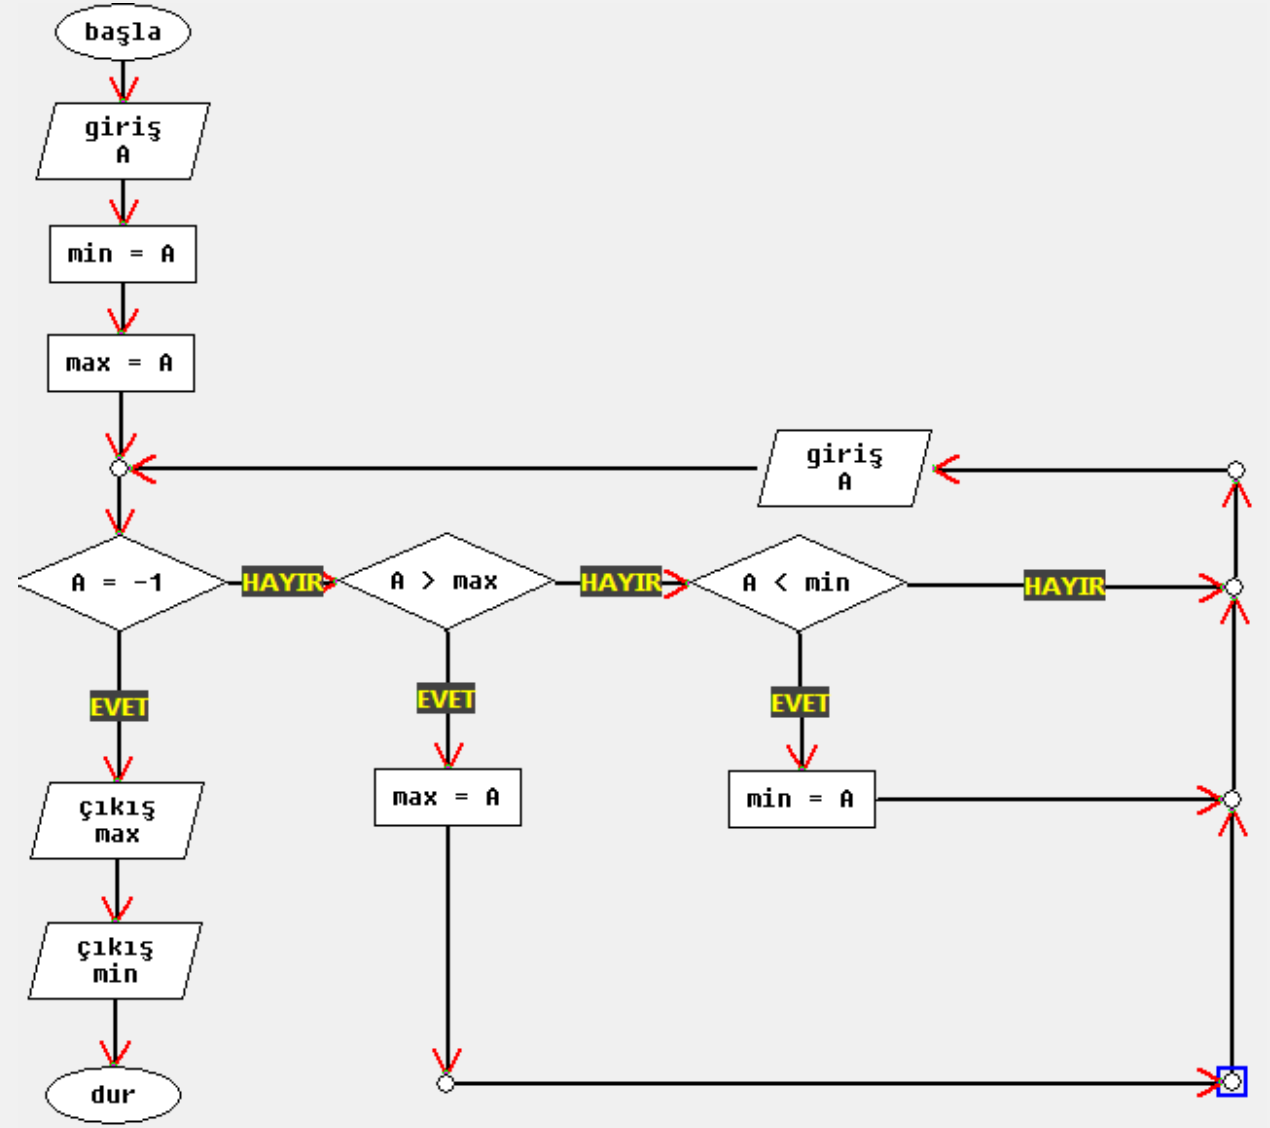 başla
giriş
A
min = A
max = A
giriş
A
A = -1
HAYIR
A > max
HAYIR
A < min
HAYIR
EVET
EVET
EVET
çıkış
max
max = A
min = A
çıkış
min
dur